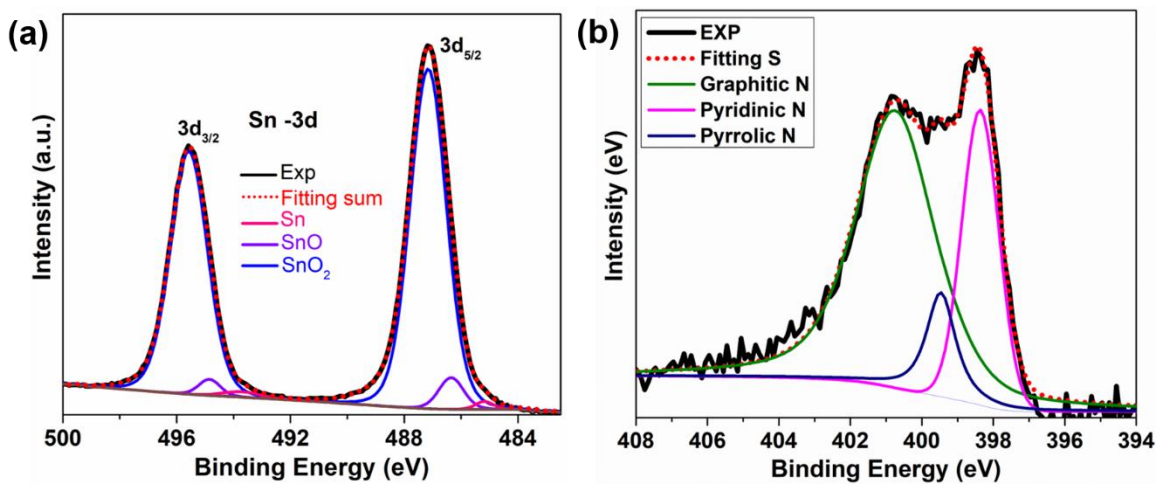 (a)
3d5/2
3d3/2
Sn -3d
Exp
Fitting sum
Sn
SnO
SnO2
Intensity (a.u.)
500 496 492 488 484
Binding Energy (eV)
(b)
EXP
Fitting S
Graphitic N
Pyridinic N
Pyrrolic N
Intensity (eV)
408 406 404 402 400 398 396 394
Binding Energy (eV)